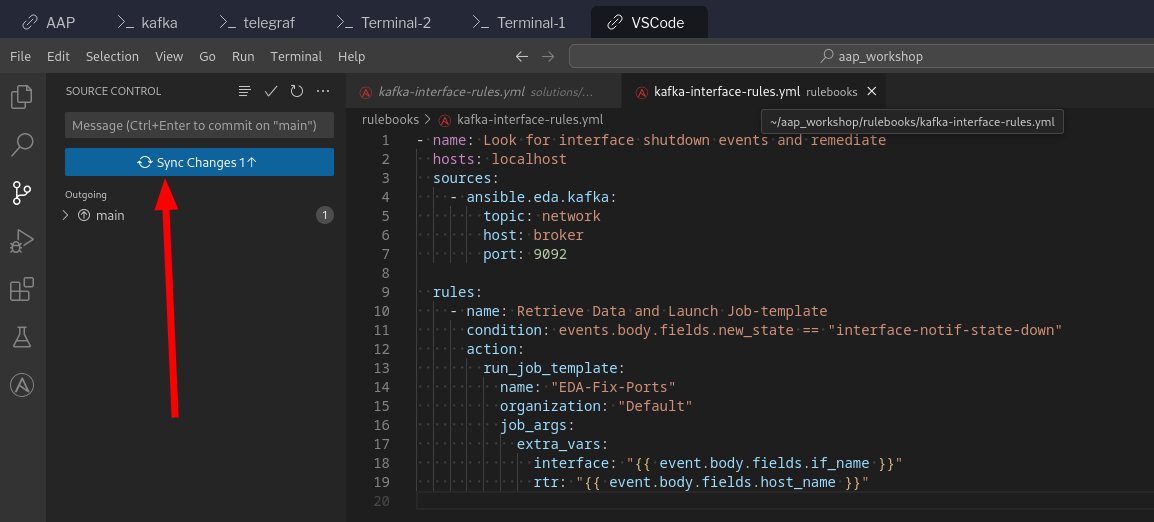 AAP kafka telegraf Terminal-2 Terminal-1 VSCode
File Edit Selection View Go Run Terminal Help aap_workshop
SOURCE CONTROL
Message (Ctrl+Enter to commit on "main")
Sync Changes 1↑
Outgoing
main 1
kafka-interface-rules.yml solutions/... kafka-interface-rules.yml rulebooks
rulebooks > kafka-interface-rules.yml
~/aap_workshop/rulebooks/kafka-interface-rules.yml
1 - name: Look for interface shutdown events and remediate
2 hosts: localhost
3 sources:
4 - ansible.eda.kafka:
5 topic: network
6 host: broker
7 port: 9092
8
9 rules:
10 - name: Retrieve Data and Launch Job-template
11 condition: events.body.fields.new_state == "interface-notif-state-down"
12 action:
13 run_job_template:
14 name: "EDA-Fix-Ports"
15 organization: "Default"
16 job_args:
17 extra_vars:
18 interface: "{{ event.body.fields.if_name }}"
19 rtr: "{{ event.body.fields.host_name }}"
20